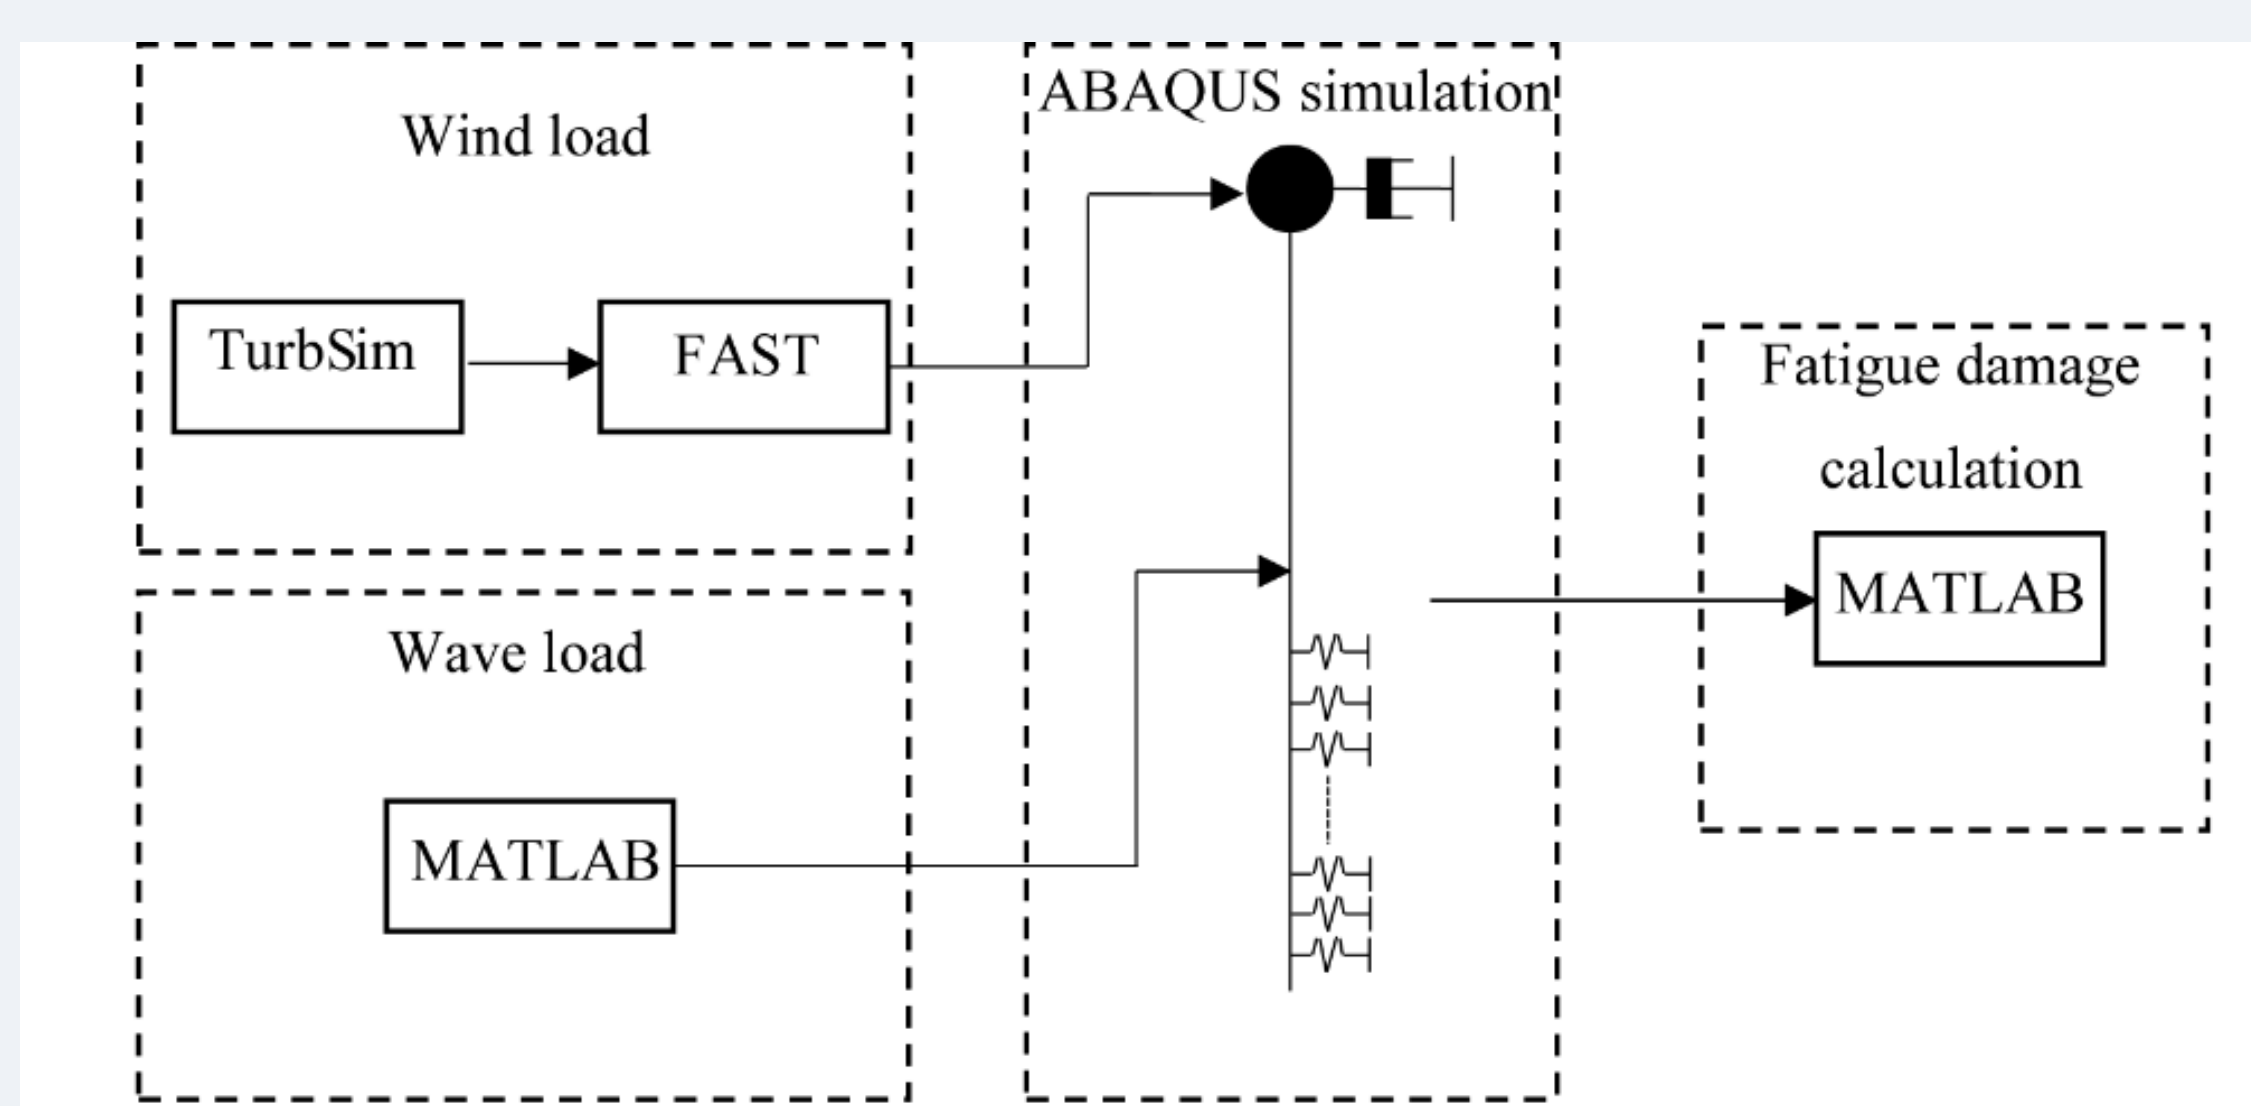 Wind load
TurbSim
FAST
Wave load
MATLAB
ABAQUS simulation
Fatigue damage
calculation
MATLAB